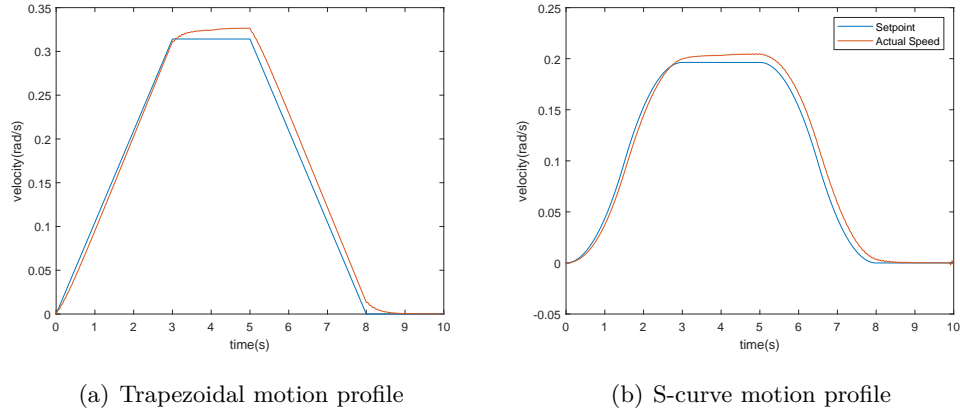 0.35
0.3
0.25
0.2
0.15
0.1
0.05
0
velocity(rad/s)
0 1 2 3 4 5 6 7 8 9 10
time(s)
(a) Trapezoidal motion profile
0.25
0.2
0.15
0.1
0.05
0
-0.05
velocity(rad/s)
Setpoint
Actual Speed
0 1 2 3 4 5 6 7 8 9 10
time(s)
(b) S-curve motion profile